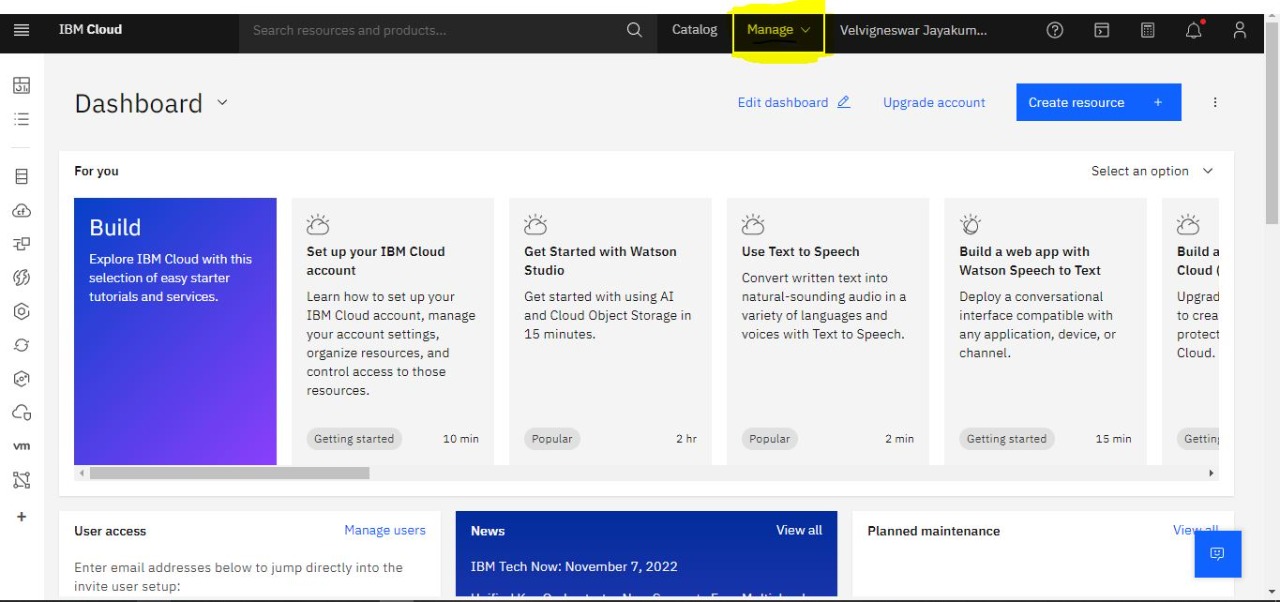 IBM Cloud
Search resources and products...
Catalog
Manage
Velvigneswar Jayakum...
Dashboard
Edit dashboard
Upgrade account
Create resource +
For you
Select an option
Build
Explore IBM Cloud with this
selection of easy starter
tutorials and services.
Set up your IBM Cloud
account
Learn how to set up your
IBM Cloud account, manage
your account settings,
organize resources, and
control access to those
resources.
Getting started
10 min
Get Started with Watson
Studio
Get started with using AI
and Cloud Object Storage in
15 minutes.
Popular
2 hr
Use Text to Speech
Convert written text into
natural-sounding audio in a
variety of languages and
voices with Text to Speech.
Popular
2 min
Build a web app with
Watson Speech to Text
Deploy a conversational
interface compatible with
any application, device, or
channel.
Getting started
15 min
Build a
Cloud (
Upgrad
to crea
protect
Cloud.
Getting
vm
User access
Manage users
Enter email addresses below to jump directly into the
invite user setup:
News
View all
IBM Tech Now: November 7, 2022
Planned maintenance
View all